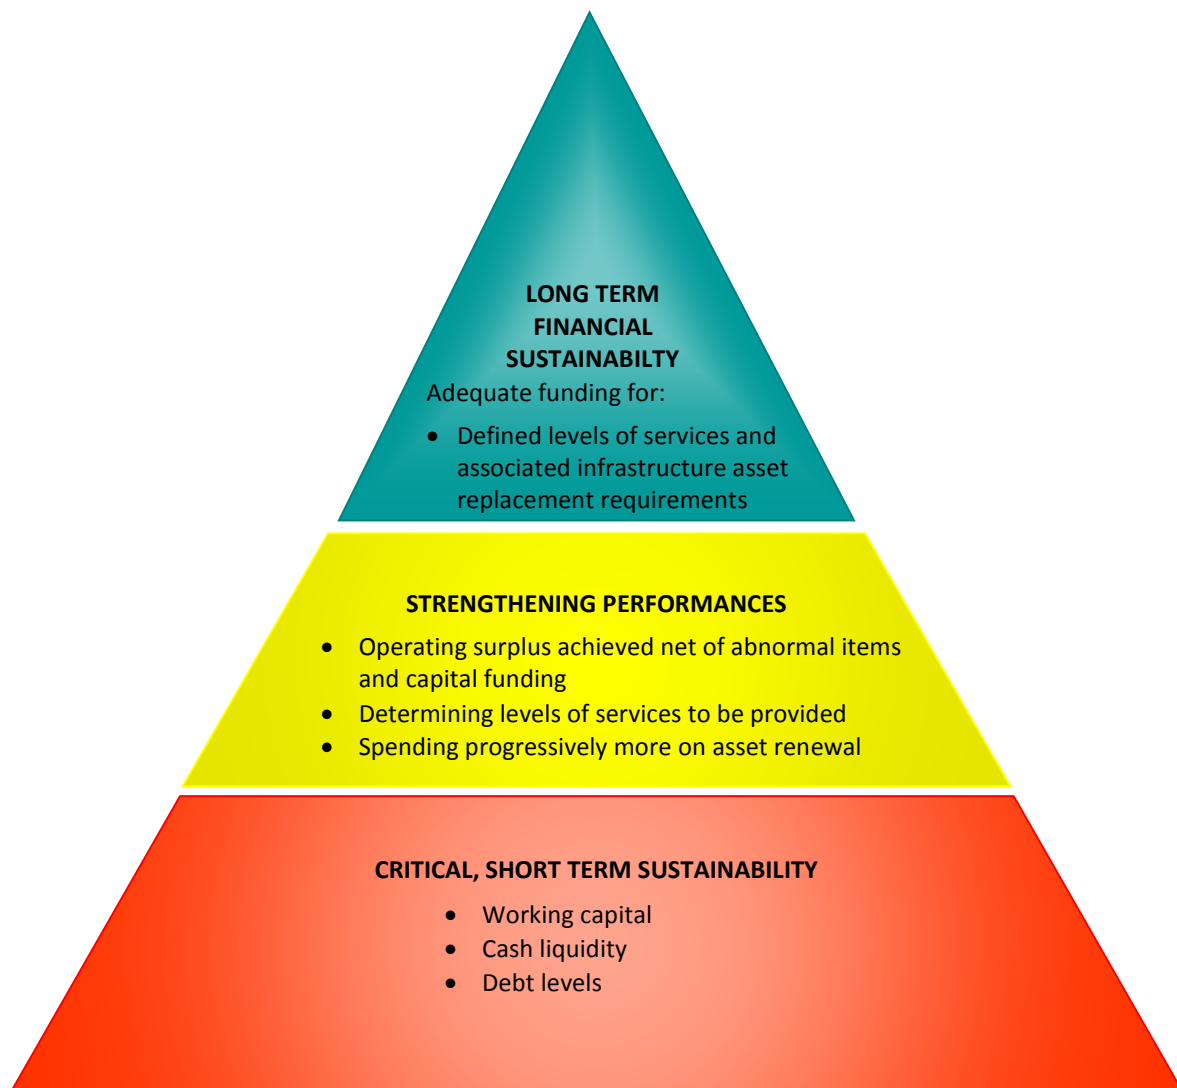 LONG TERM
FINANCIAL
SUSTAINABILTY
Adequate funding for:
• Defined levels of services and
associated infrastructure asset
replacement requirements
STRENGTHENING PERFORMANCES
• Operating surplus achieved net of abnormal items
and capital funding
• Determining levels of services to be provided
• Spending progressively more on asset renewal
CRITICAL, SHORT TERM SUSTAINABILITY
• Working capital
• Cash liquidity
• Debt levels